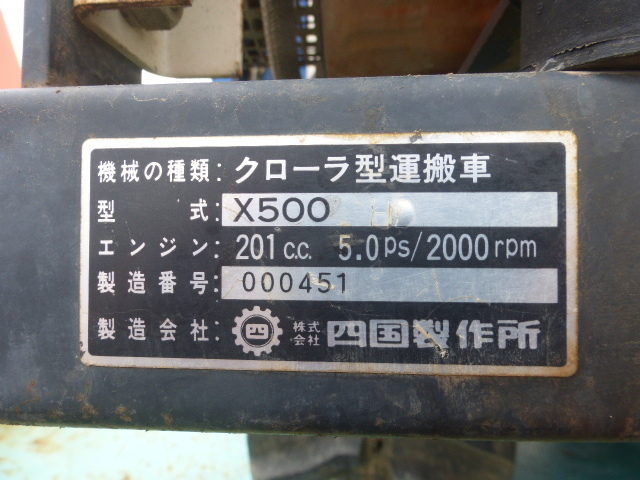 機械の種類: クローラ型運搬車
型式: X500
エンジン: 201c.c. 5.0ps/2000rpm
製造番号: 000451
製造会社: 四 株式会社 四国製作所